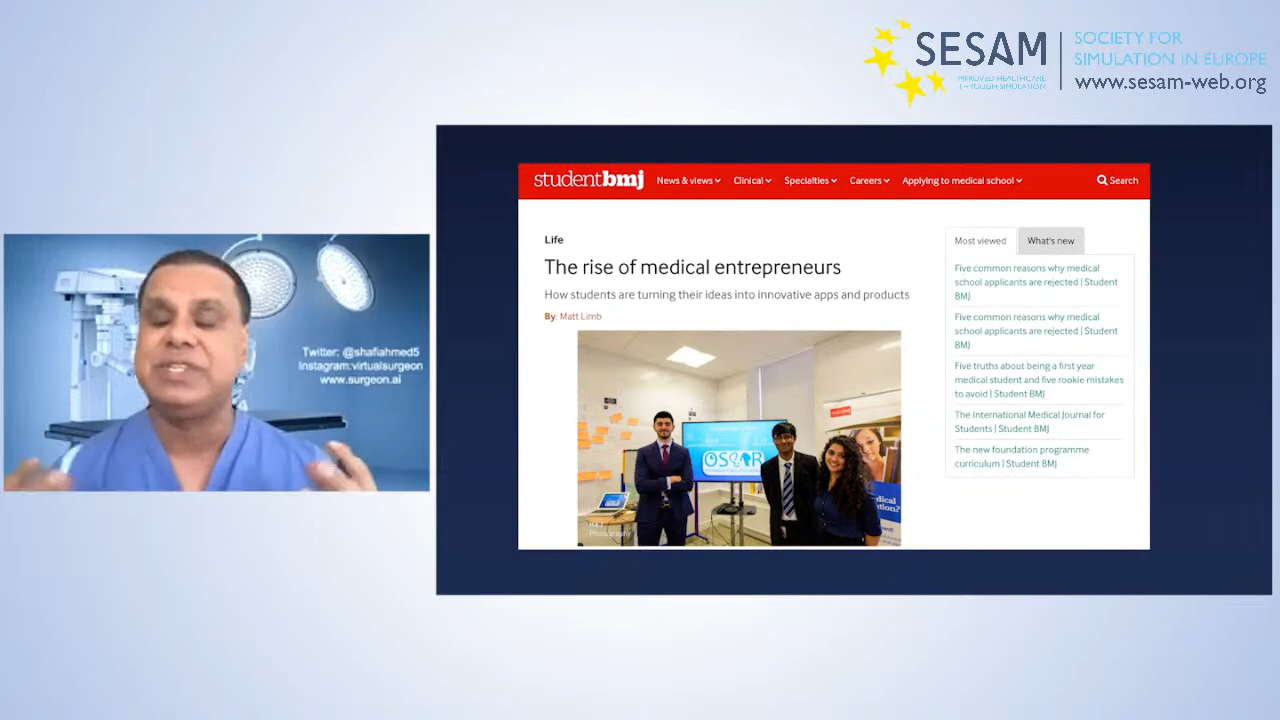 SESAM
IMPROVED HEALTHCARE
THROUGH SIMULATION
SOCIETY FOR
SIMULATION IN EUROPE
www.sesam-web.org
Twitter: @shafiahmed5
Instagram:virtualsurgeon
www.surgeon.ai
studentbmj
News & views
Clinical
Specialties
Careers
Applying to medical school
Search
Life
The rise of medical entrepreneurs
How students are turning their ideas into innovative apps and products
By: Matt Limb
OSCAR
Photography
Most viewed
What's new
Five common reasons why medical
school applicants are rejected | Student
BMJ
Five common reasons why medical
school applicants are rejected | Student
BMJ
Five truths about being a first year
medical student and five rookie mistakes
to avoid | Student BMJ
The International Medical Journal for
Students | Student BMJ
The new foundation programme
curriculum | Student BMJ